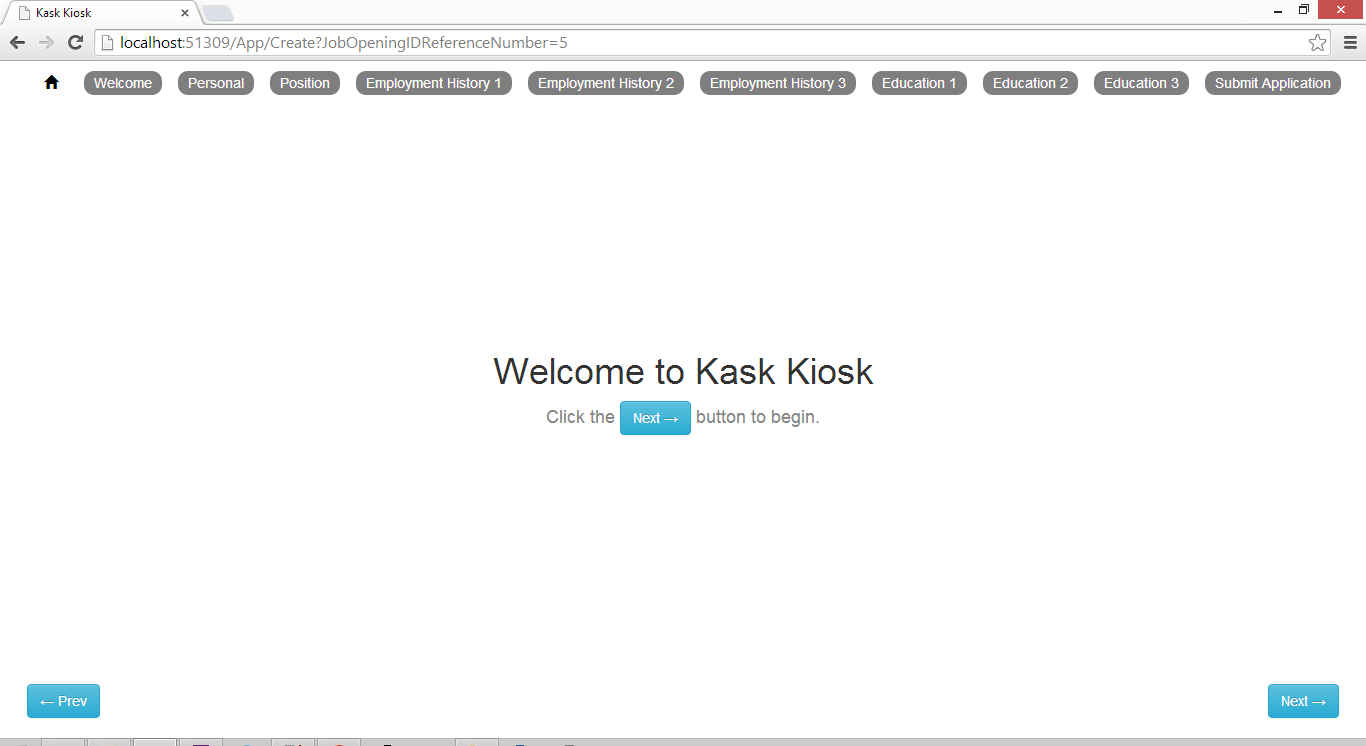 Kask Kiosk
localhost:51309/App/Create?JobOpeningIDReferenceNumber=5
Welcome Personal Position Employment History 1 Employment History 2 Employment History 3 Education 1 Education 2 Education 3 Submit Application
Welcome to Kask Kiosk
Click the Next → button to begin.
← Prev Next →